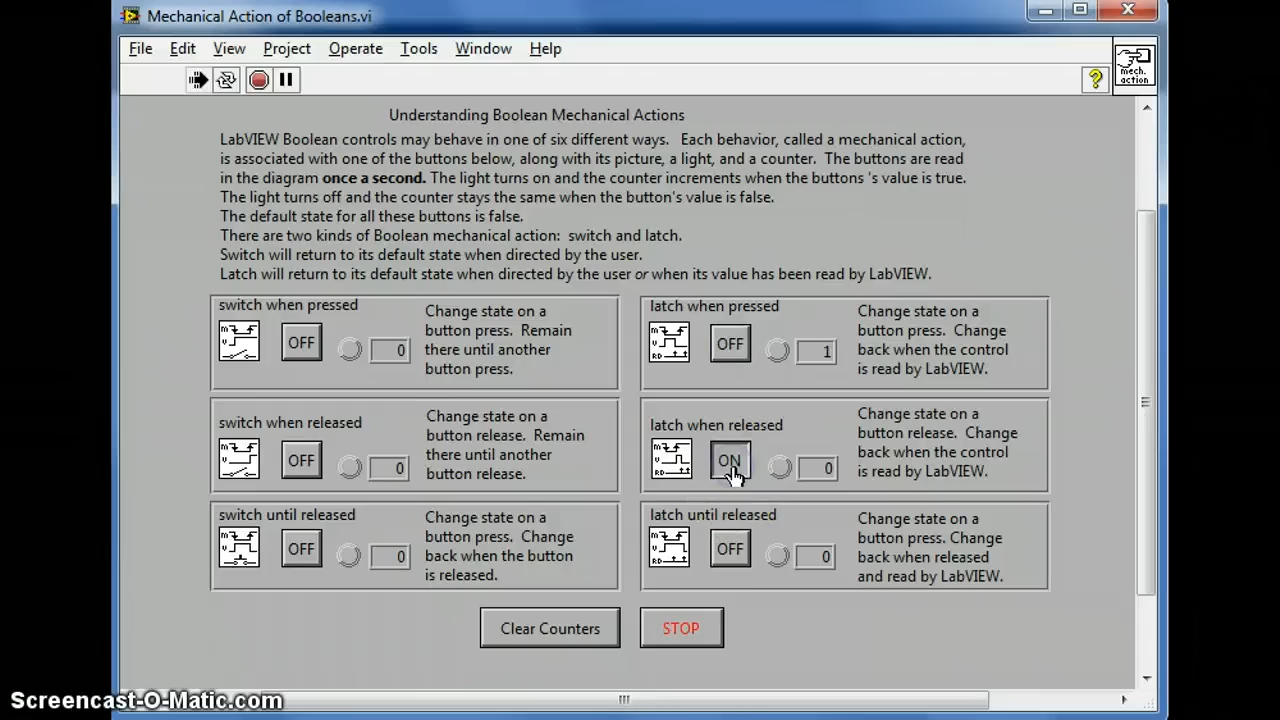 Mechanical Action of Booleans.vi
File Edit View Project Operate Tools Window Help
?
mech.
action
Understanding Boolean Mechanical Actions
LabVIEW Boolean controls may behave in one of six different ways. Each behavior, called a mechanical action,
is associated with one of the buttons below, along with its picture, a light, and a counter. The buttons are read
in the diagram once a second. The light turns on and the counter increments when the buttons 's value is true.
The light turns off and the counter stays the same when the button's value is false.
The default state for all these buttons is false.
There are two kinds of Boolean mechanical action: switch and latch.
Switch will return to its default state when directed by the user.
Latch will return to its default state when directed by the user or when its value has been read by LabVIEW.
switch when pressed
m
v
OFF
0
Change state on a
button press. Remain
there until another
button press.
latch when pressed
m
v
RD
OFF
1
Change state on a
button press. Change
back when the control
is read by LabVIEW.
switch when released
m
v
OFF
0
Change state on a
button release. Remain
there until another
button release.
latch when released
m
v
RD
ON
0
Change state on a
button release. Change
back when the control
is read by LabVIEW.
switch until released
m
v
OFF
0
Change state on a
button press. Change
back when the button
is released.
latch until released
m
v
RD
OFF
0
Change state on a
button press. Change
back when released
and read by LabVIEW.
Clear Counters
STOP
Screencast-O-Matic.com